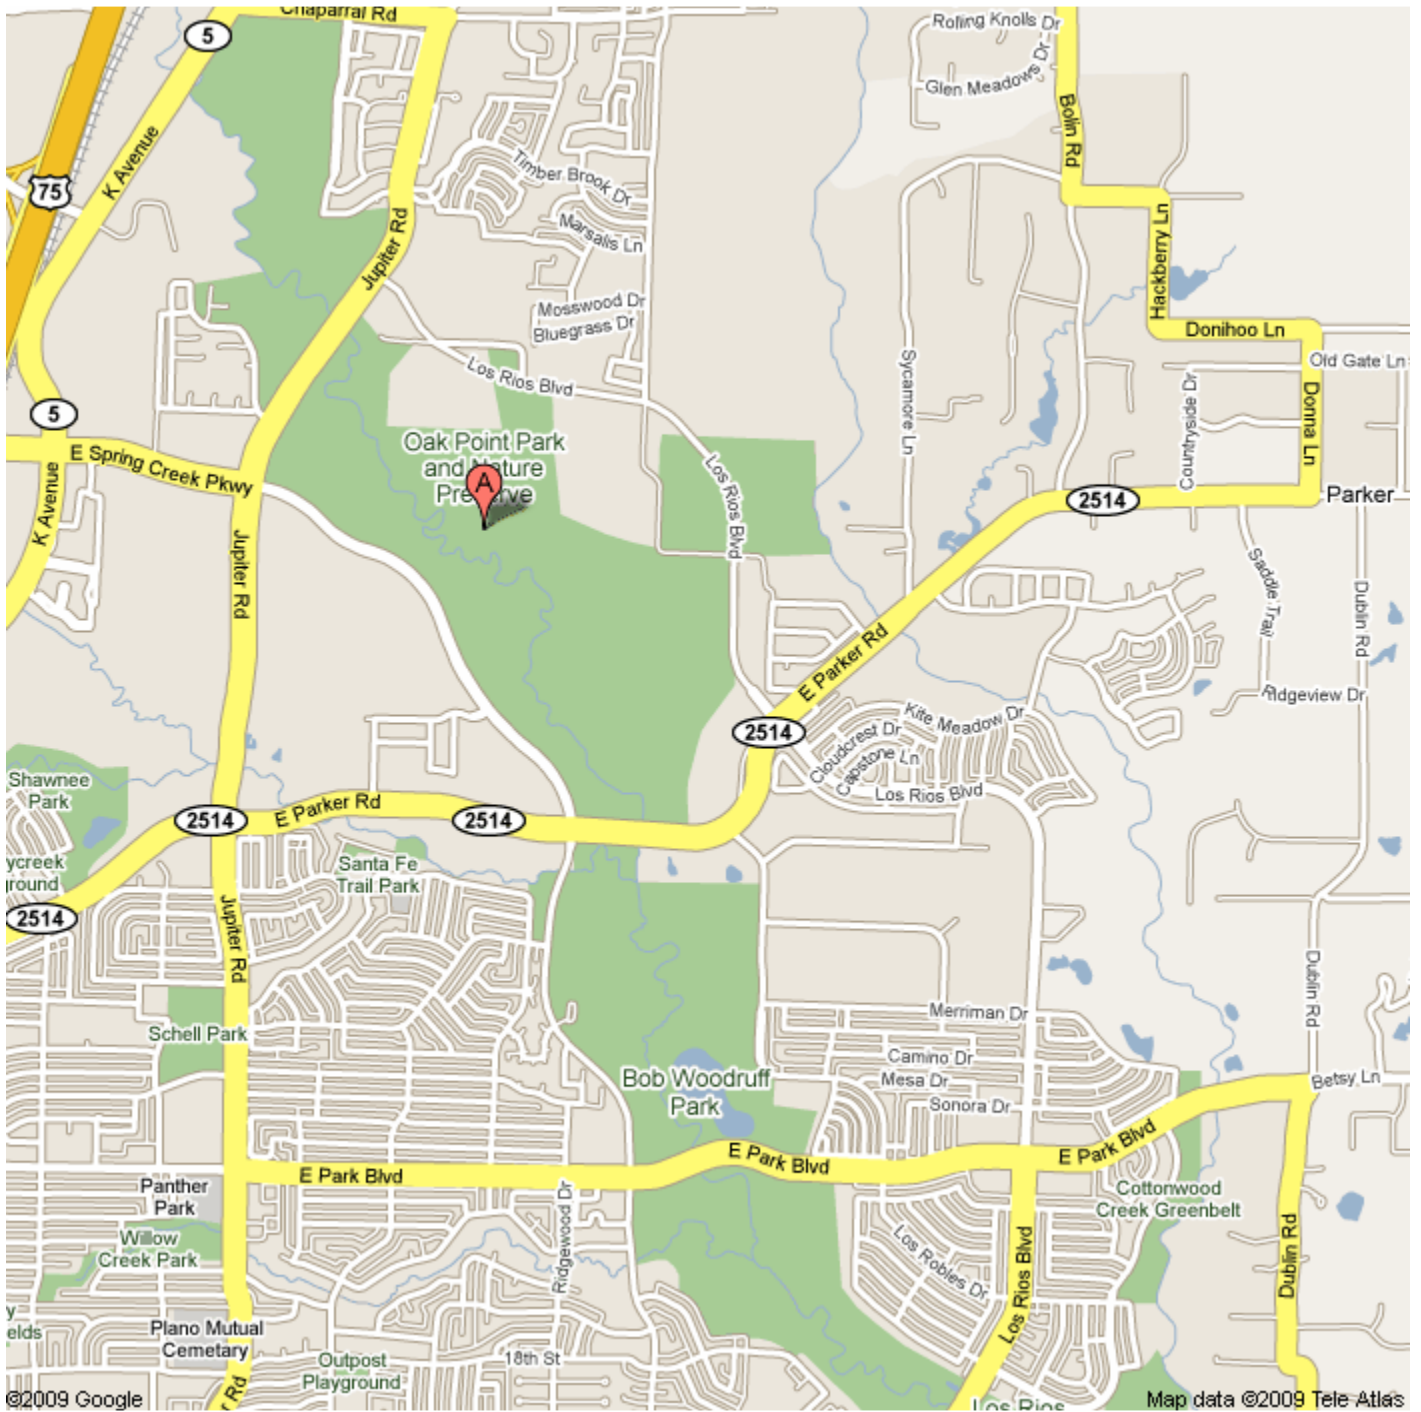 Chaparral Rd
5
Rolling Knolls Dr
Glen Meadows Dr
Bolin Rd
K Avenue
75
Timber Brook Dr
Marsalis Ln
Jupiter Rd
Hackberry Ln
Mosswood Dr
Bluegrass Dr
Donihoo Ln
Old Gate Ln
Los Rios Blvd
Sycamore Ln
Countryside Dr
Donna Ln
5
Oak Point Park
and Nature
Preserve
A
E Spring Creek Pkwy
K Avenue
Los Rios Blvd
2514
Parker
Jupiter Rd
Saddle Trail
Dublin Rd
E Parker Rd
Ridgeview Dr
2514
Kite Meadow Dr
Cloudcrest Dr
Capstone Ln
Los Rios Blvd
Shawnee
Park
2514
E Parker Rd
2514
ycreek
ground
Santa Fe
Trail Park
2514
Jupiter Rd
Dublin Rd
Schell Park
Merriman Dr
Camino Dr
Mesa Dr
Sonora Dr
Bob Woodruff
Park
Betsy Ln
E Park Blvd
E Park Blvd
E Park Blvd
Panther
Park
Cottonwood
Creek Greenbelt
Willow
Creek Park
Ridgewood Dr
Los Robles Dr
Los Rios Blvd
Dublin Rd
y
elds
Plano Mutual
Cemetary
Outpost
Playground
18th St
r Rd
Los Rios
©2009 Google
Map data ©2009 Tele Atlas